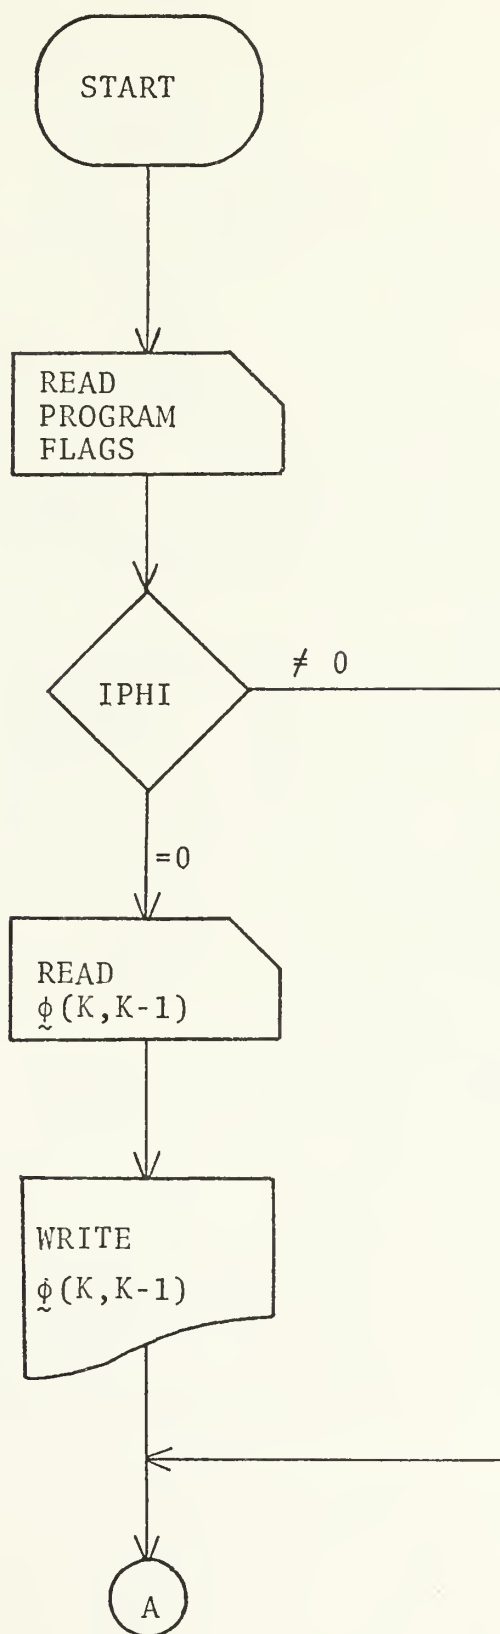 START
READ
PROGRAM
FLAGS
IPHI
≠ 0
=0
READ
ϕ̰(K,K-1)
WRITE
ϕ̰(K,K-1)
A